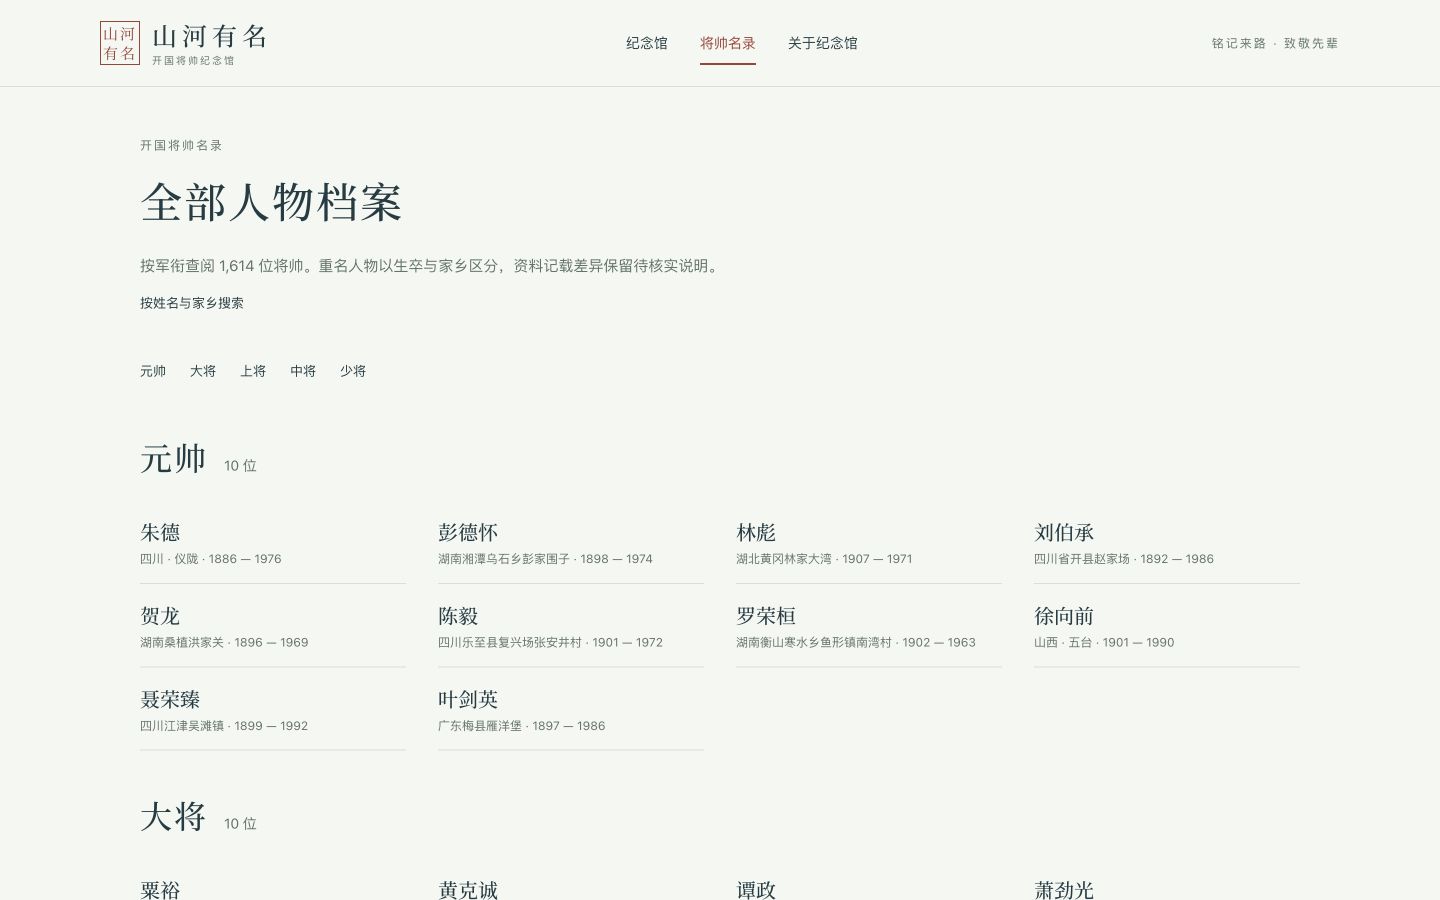 山河
有名
山河有名
开国将帅纪念馆
纪念馆 将帅名录 关于纪念馆
铭记来路 · 致敬先辈
开国将帅名录
全部人物档案
按军衔查阅 1,614 位将帅。重名人物以生卒与家乡区分，资料记载差异保留待核实说明。
按姓名与家乡搜索
元帅 大将 上将 中将 少将
元帅 10 位
朱德
四川 · 仪陇 · 1886 — 1976
彭德怀
湖南湘潭乌石乡彭家围子 · 1898 — 1974
林彪
湖北黄冈林家大湾 · 1907 — 1971
刘伯承
四川省开县赵家场 · 1892 — 1986
贺龙
湖南桑植洪家关 · 1896 — 1969
陈毅
四川乐至县复兴场张安井村 · 1901 — 1972
罗荣桓
湖南衡山寒水乡鱼形镇南湾村 · 1902 — 1963
徐向前
山西 · 五台 · 1901 — 1990
聂荣臻
四川江津吴滩镇 · 1899 — 1992
叶剑英
广东梅县雁洋堡 · 1897 — 1986
大将 10 位
粟裕
黄克诚
谭政
萧劲光